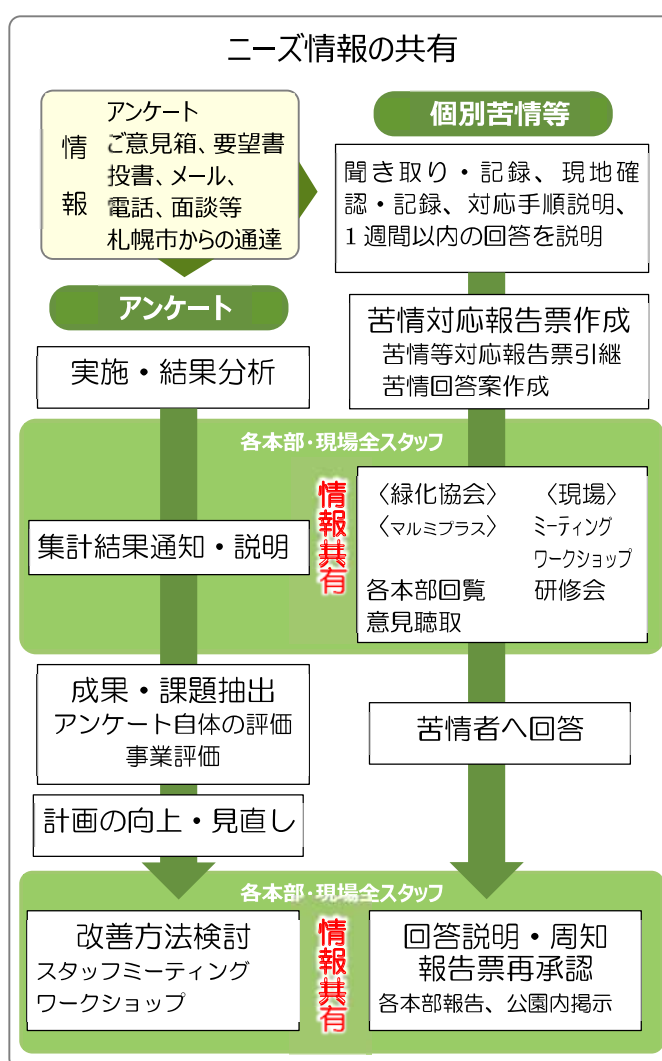 ニーズ情報の共有
情報
アンケート
ご意見箱、要望書
投書、メール、
電話、面談等
札幌市からの通達
個別苦情等
聞き取り・記録、現地確
認・記録、対応手順説明、
1週間以内の回答を説明
アンケート
実施・結果分析
苦情対応報告票作成
苦情等対応報告票引継
苦情回答案作成
各本部・現場全スタッフ
集計結果通知・説明
情報共有
〈緑化協会〉 〈現場〉
〈マルミプラス〉 ミーティング
ワークショップ
各本部回覧 研修会
意見聴取
成果・課題抽出
アンケート自体の評価
事業評価
苦情者へ回答
計画の向上・見直し
各本部・現場全スタッフ
改善方法検討
スタッフミーティング
ワークショップ
情報共有
回答説明・周知
報告票再承認
各本部報告、公園内掲示